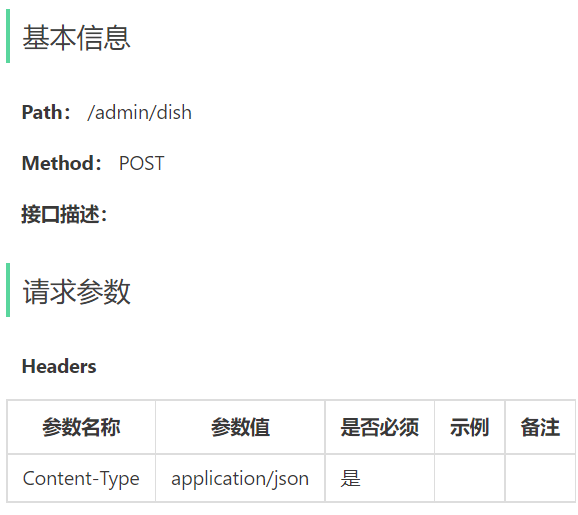 基本信息
Path： /admin/dish
Method： POST
接口描述：
请求参数
Headers
参数名称 参数值 是否必须 示例 备注
Content-Type application/json 是